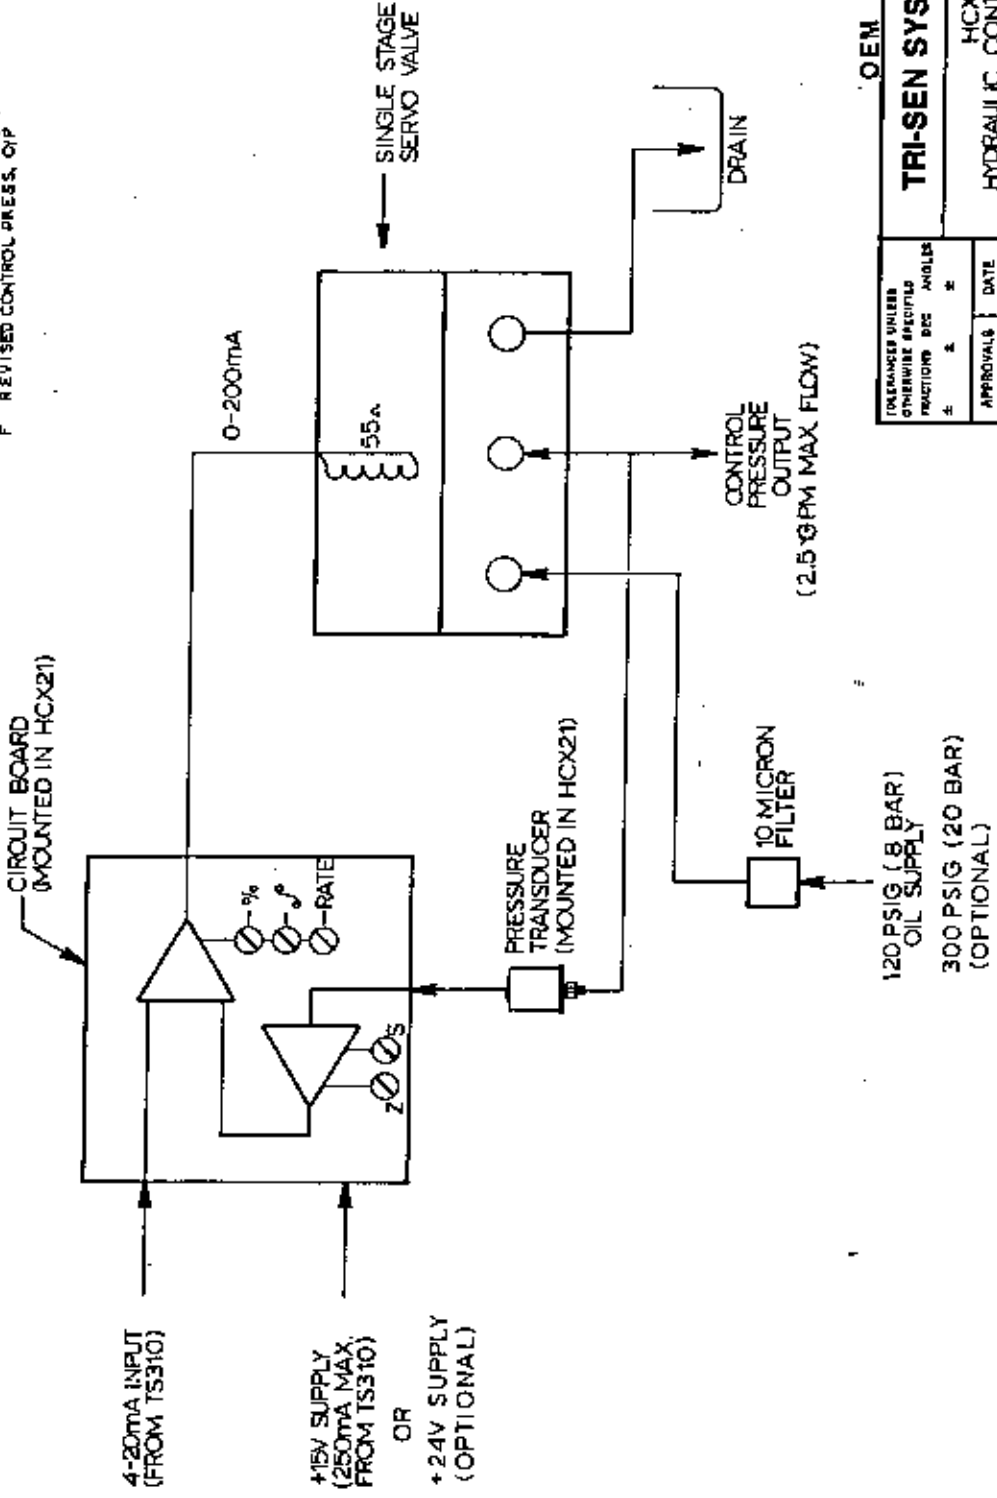 F REVISED CONTROL PRESS, O/P
CIRCUIT BOARD
(MOUNTED IN HCX21)
4-20mA INPUT
(FROM TS310)
+15V SUPPLY
(250mA MAX,
FROM TS310)
OR
+24V SUPPLY
(OPTIONAL)
%
∫
RATE
Z
S
0-200mA
55Ω
SINGLE STAGE
SERVO VALVE
PRESSURE
TRANSDUCER
(MOUNTED IN HCX21)
10 MICRON
FILTER
120 PSIG (8 BAR)
OIL SUPPLY
300 PSIG (20 BAR)
(OPTIONAL)
CONTROL
PRESSURE
OUTPUT
(2.5 GPM MAX FLOW)
DRAIN
OEM
TOLERANCES UNLESS
OTHERWISE SPECIFIED
FRACTIONS DEC ANGLES
± ± ±
APPROVALS DATE
TRI-SEN SYS
HCX
HYDRAULIC CONT